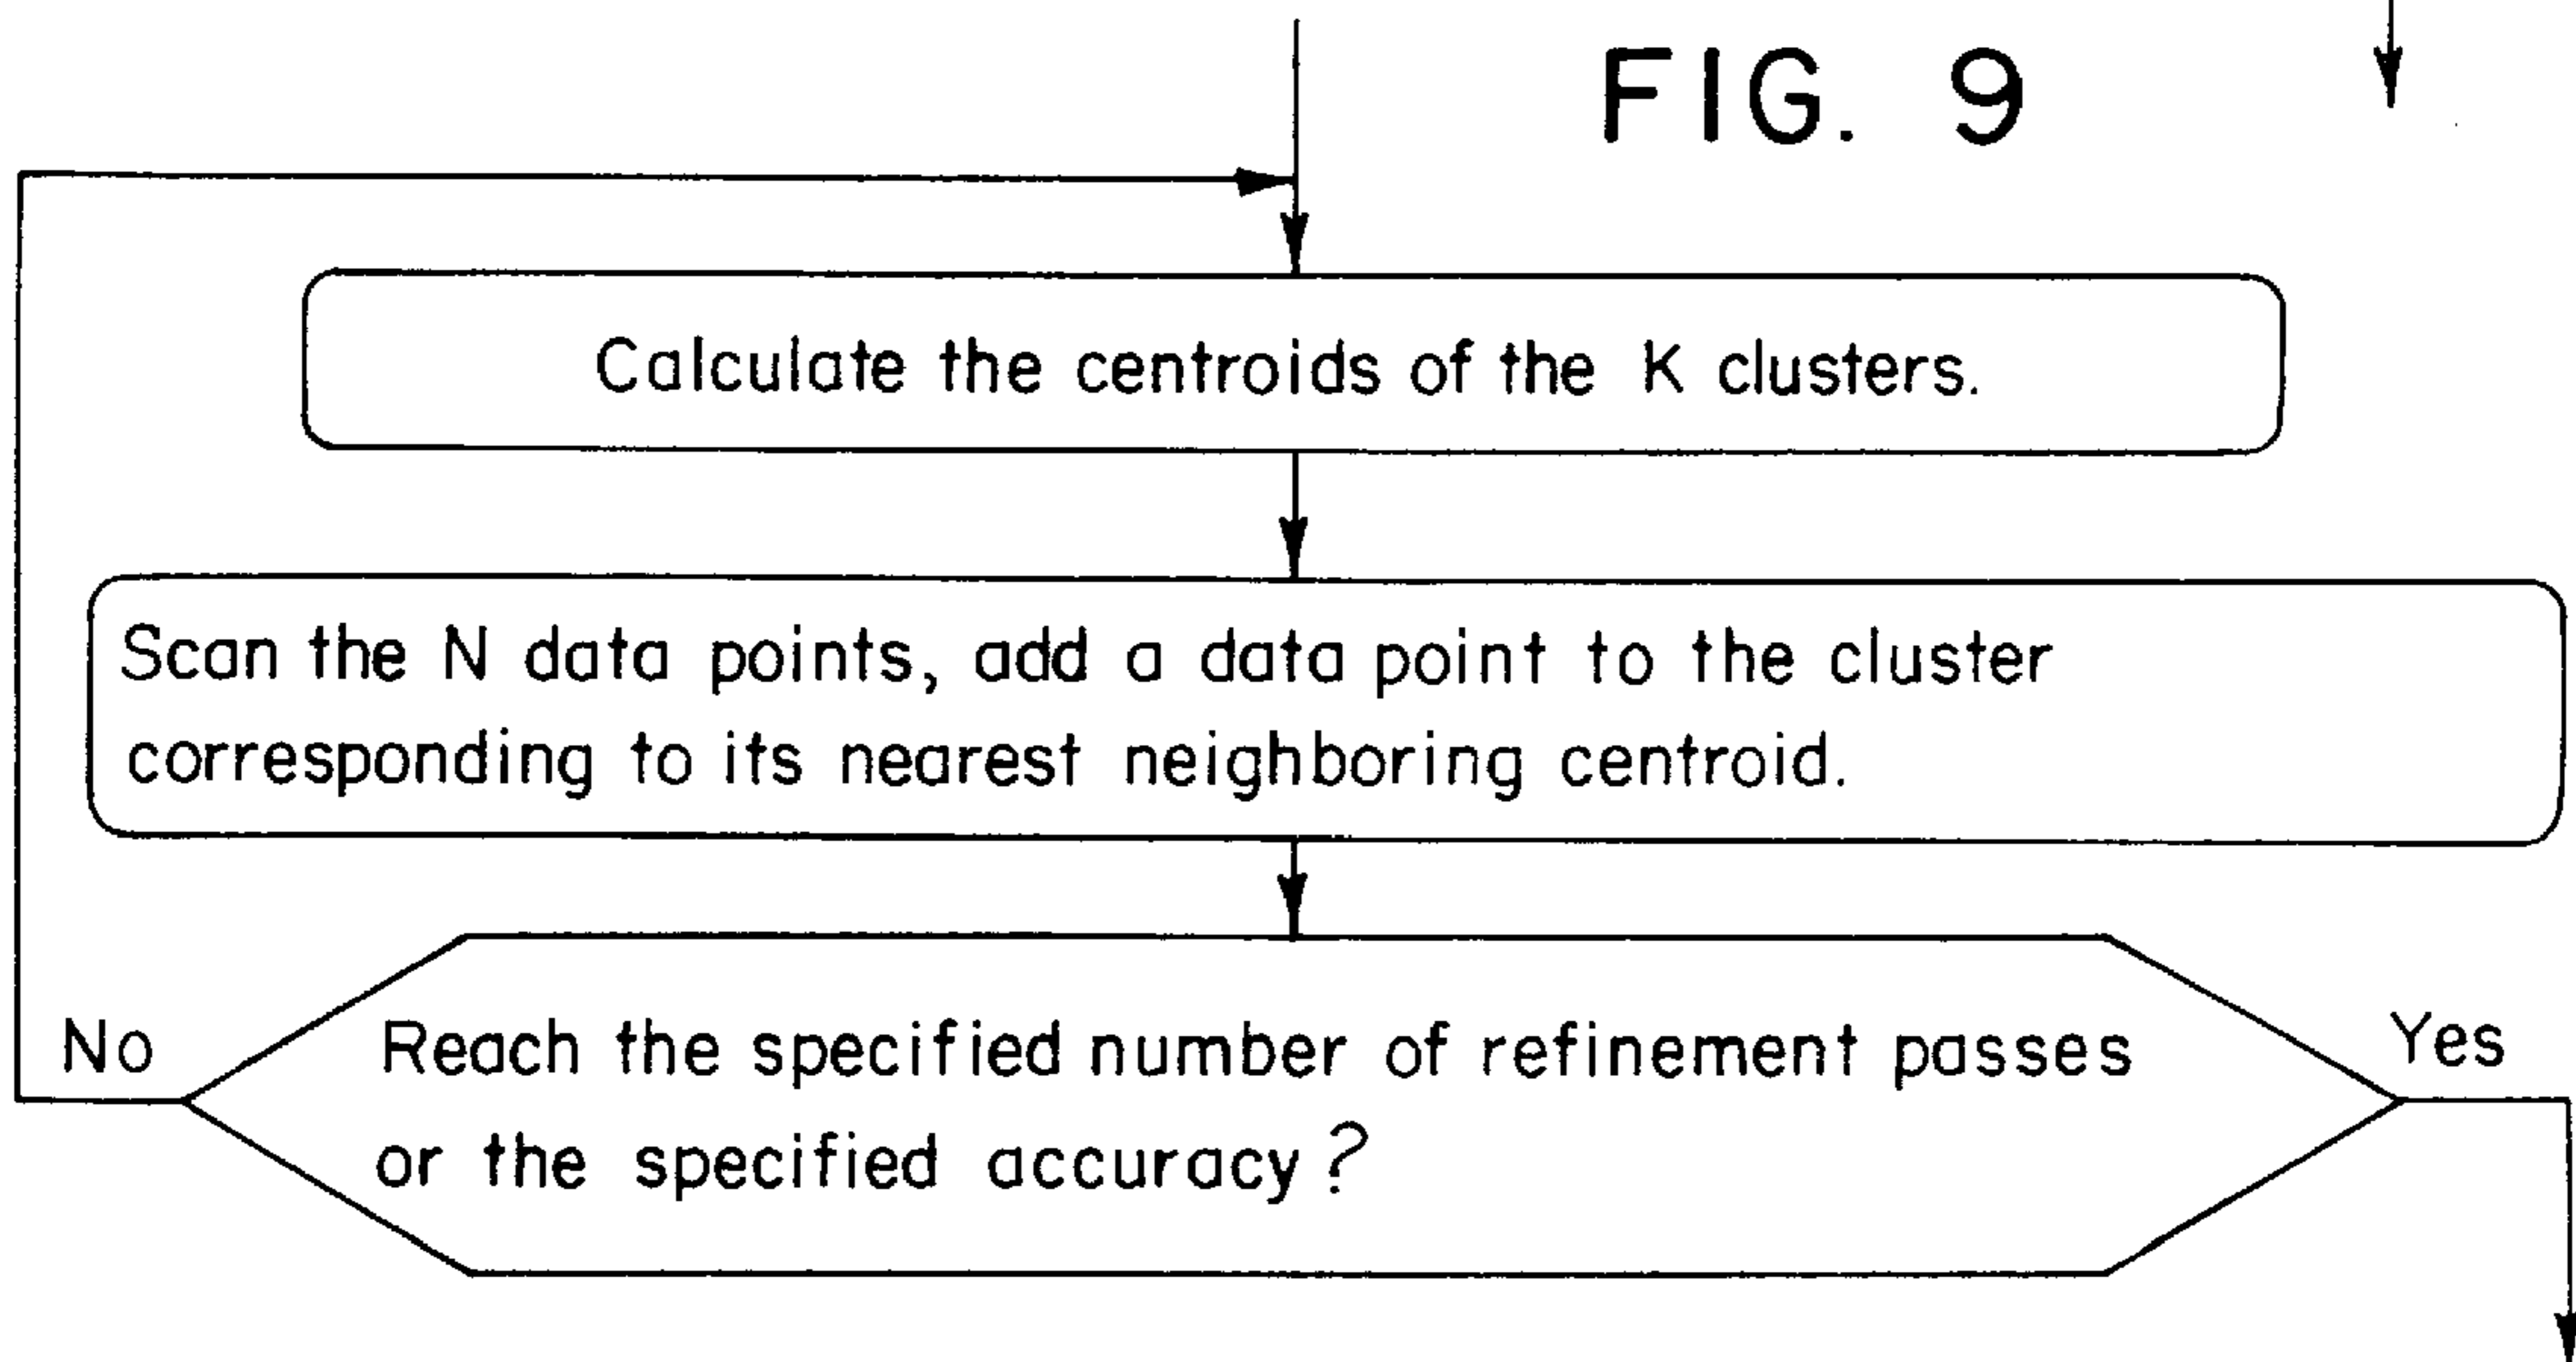 FIG. 9
Calculate the centroids of the K clusters.
Scan the N data points, add a data point to the cluster
corresponding to its nearest neighboring centroid.
No
Reach the specified number of refinement passes
or the specified accuracy?
Yes